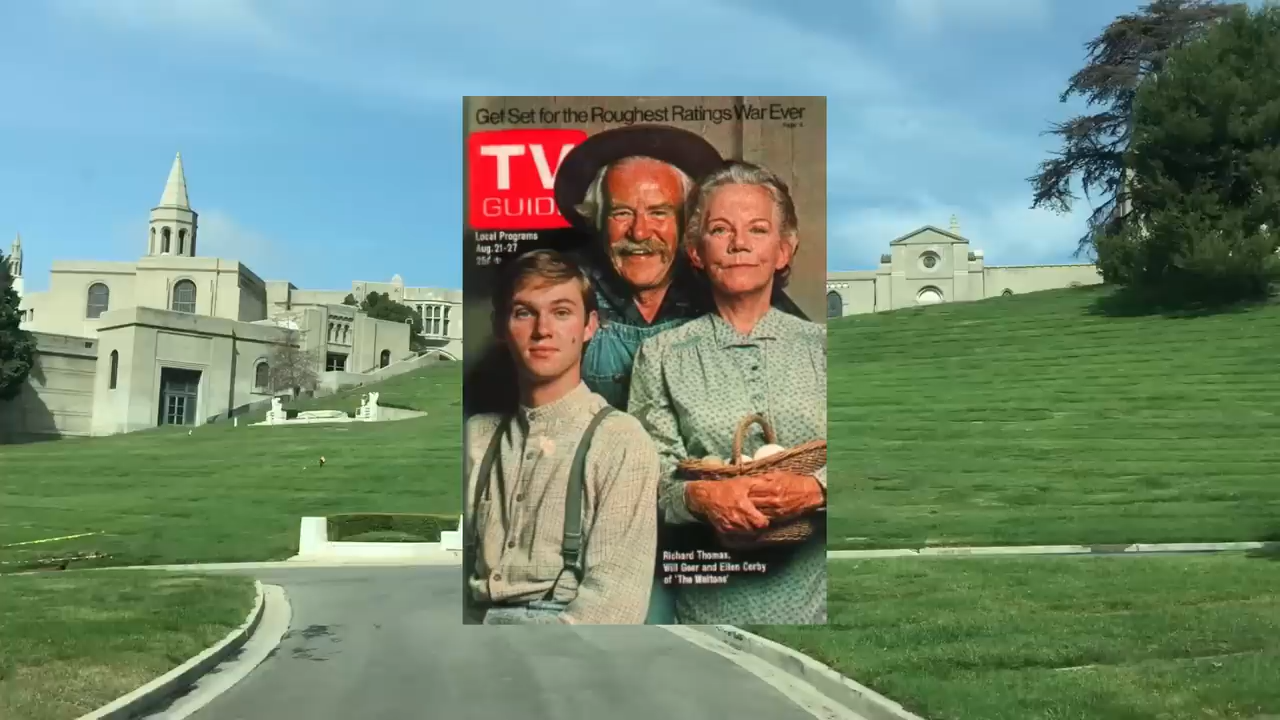 Get Set for the Roughest Ratings War Ever
TV
GUID
Local Programs
Aug. 21-27
25¢
Richard Thomas,
Will Geer and Ellen Corby
of 'The Waltons'